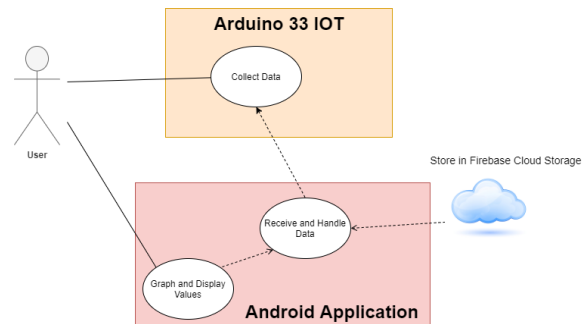 Arduino 33 IOT
Collect Data
User
Store in Firebase Cloud Storage
Receive and Handle
Data
Graph and Display
Values
Android Application